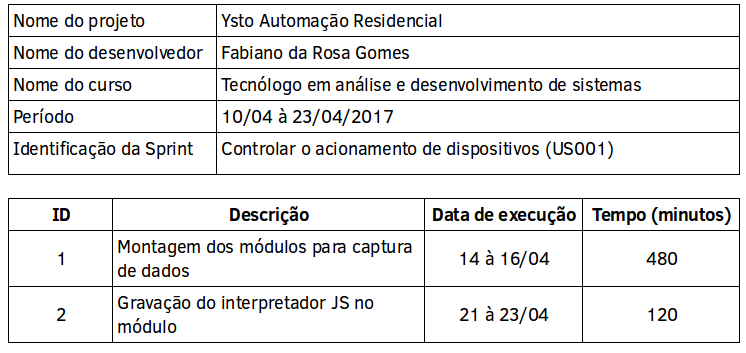 Nome do projeto Ysto Automação Residencial
Nome do desenvolvedor Fabiano da Rosa Gomes
Nome do curso Tecnólogo em análise e desenvolvimento de sistemas
Período 10/04 à 23/04/2017
Identificação da Sprint Controlar o acionamento de dispositivos (US001)
ID Descrição Data de execução Tempo (minutos)
1 Montagem dos módulos para captura de dados 14 à 16/04 480
2 Gravação do interpretador JS no módulo 21 à 23/04 120